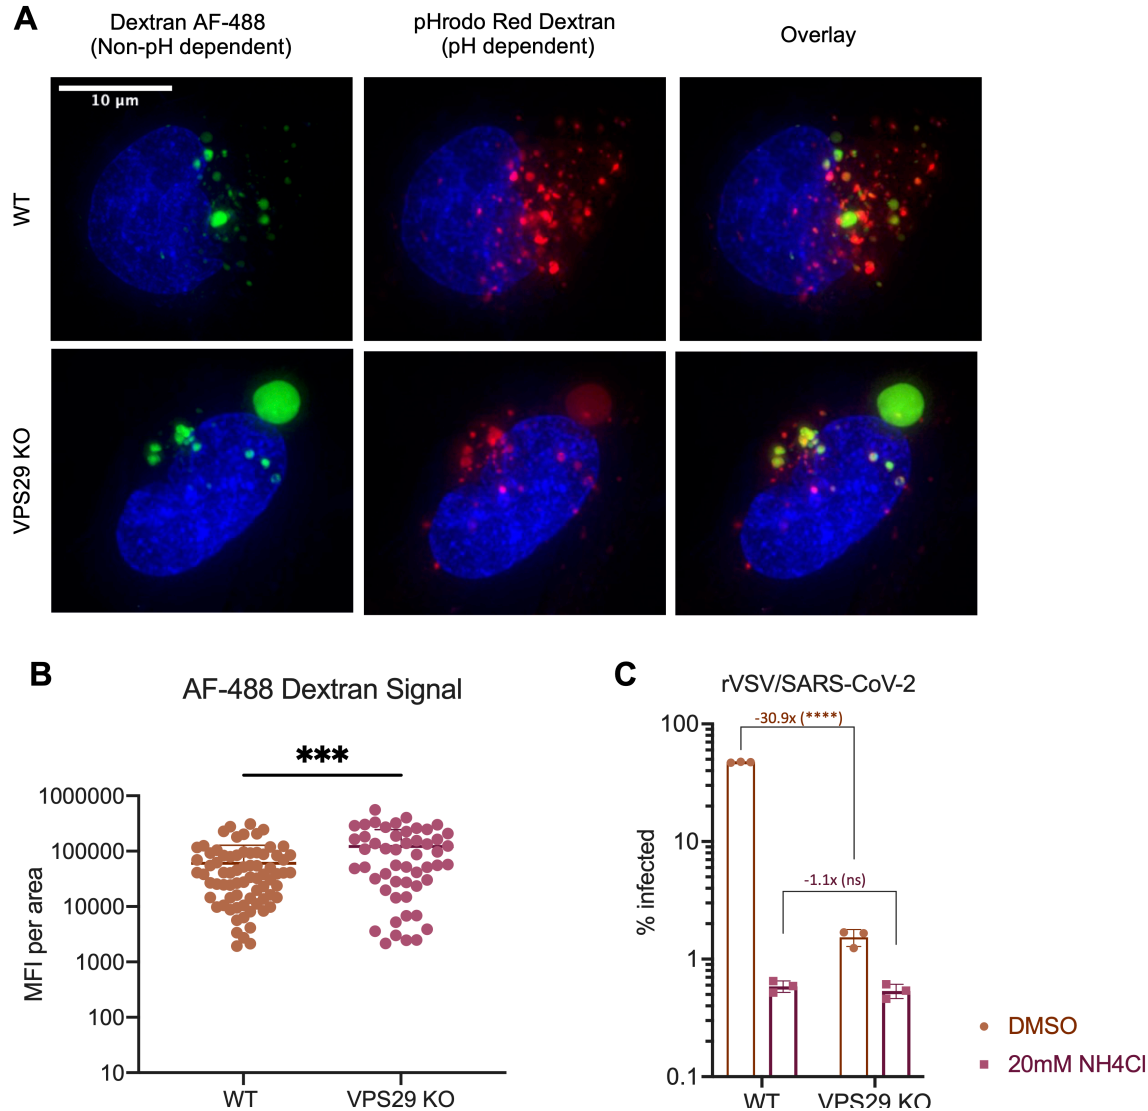 A
Dextran AF-488
(Non-pH dependent)
pHrodo Red Dextran
(pH dependent)
Overlay
10 µm
WT
VPS29 KO
B
AF-488 Dextran Signal
***
MFI per area
1000000
100000
10000
1000
100
10
WT
VPS29 KO
C
rVSV/SARS-CoV-2
-30.9x (****)
-1.1x (ns)
% infected
100
10
1
0.1
WT
VPS29 KO
DMSO
20mM NH4Cl